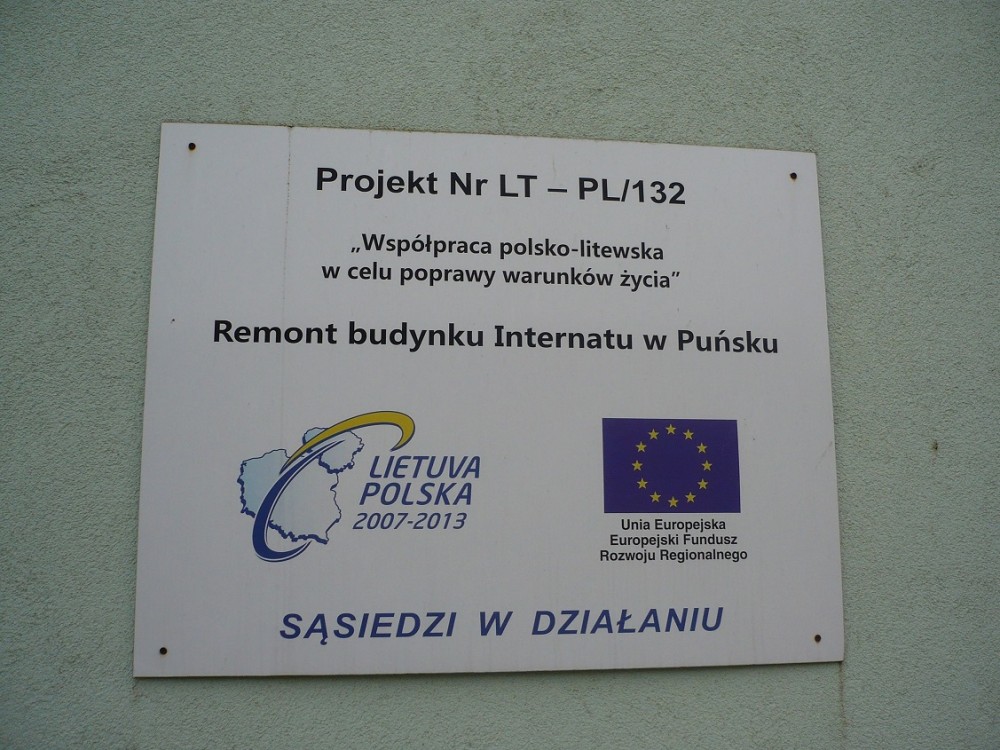 Projekt Nr LT – PL/132
„Współpraca polsko-litewska
w celu poprawy warunków życia”
Remont budynku Internatu w Puńsku
LIETUVA
POLSKA
2007-2013
Unia Europejska
Europejski Fundusz
Rozwoju Regionalnego
SĄSIEDZI W DZIAŁANIU